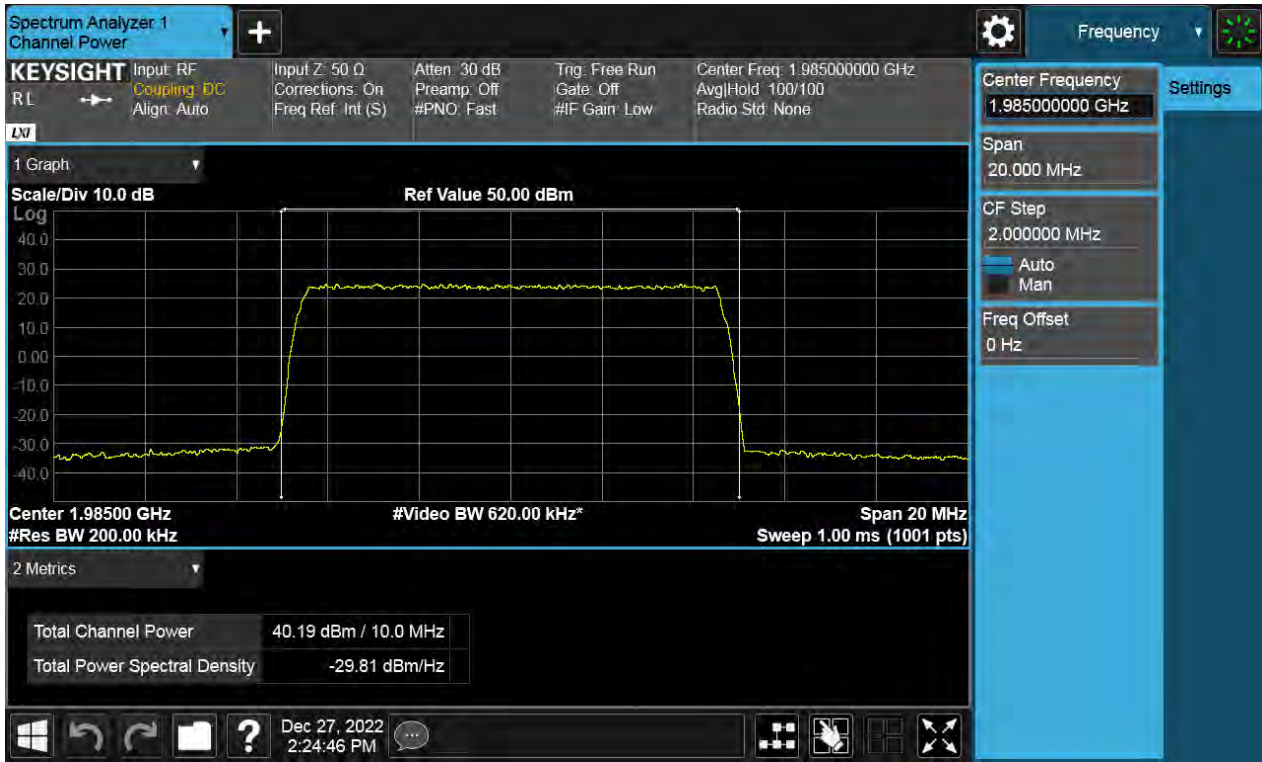 Spectrum Analyzer 1
Channel Power
+
Frequency
KEYSIGHT
RL
LXI
Input: RF
Coupling: DC
Align: Auto
Input Z: 50 Ω
Corrections: On
Freq Ref: Int (S)
Atten: 30 dB
Preamp: Off
#PNO: Fast
Trig: Free Run
Gate: Off
#IF Gain: Low
Center Freq: 1.985000000 GHz
Avg|Hold: 100/100
Radio Std: None
Center Frequency
1.985000000 GHz
Settings
Span
20.000 MHz
CF Step
2.000000 MHz
Auto
Man
Freq Offset
0 Hz
1 Graph
Scale/Div 10.0 dB
Ref Value 50.00 dBm
Log
40.0
30.0
20.0
10.0
0.00
-10.0
-20.0
-30.0
-40.0
Center 1.98500 GHz
#Video BW 620.00 kHz*
Span 20 MHz
#Res BW 200.00 kHz
Sweep 1.00 ms (1001 pts)
2 Metrics
Total Channel Power 40.19 dBm / 10.0 MHz
Total Power Spectral Density -29.81 dBm/Hz
?
Dec 27, 2022
2:24:46 PM